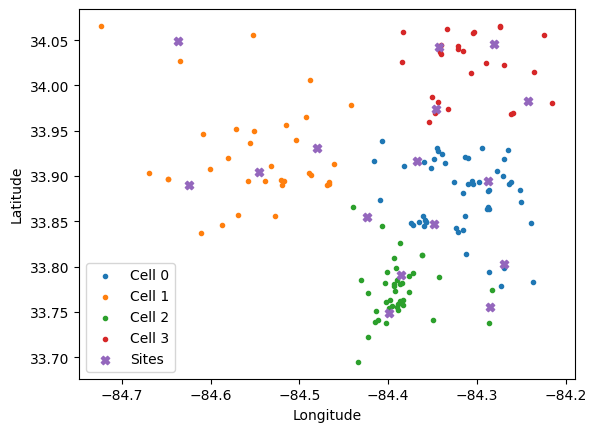 34.05
34.00
33.95
33.90
33.85
33.80
33.75
33.70
Latitude
Cell 0
Cell 1
Cell 2
Cell 3
Sites
−84.7 −84.6 −84.5 −84.4 −84.3 −84.2
Longitude